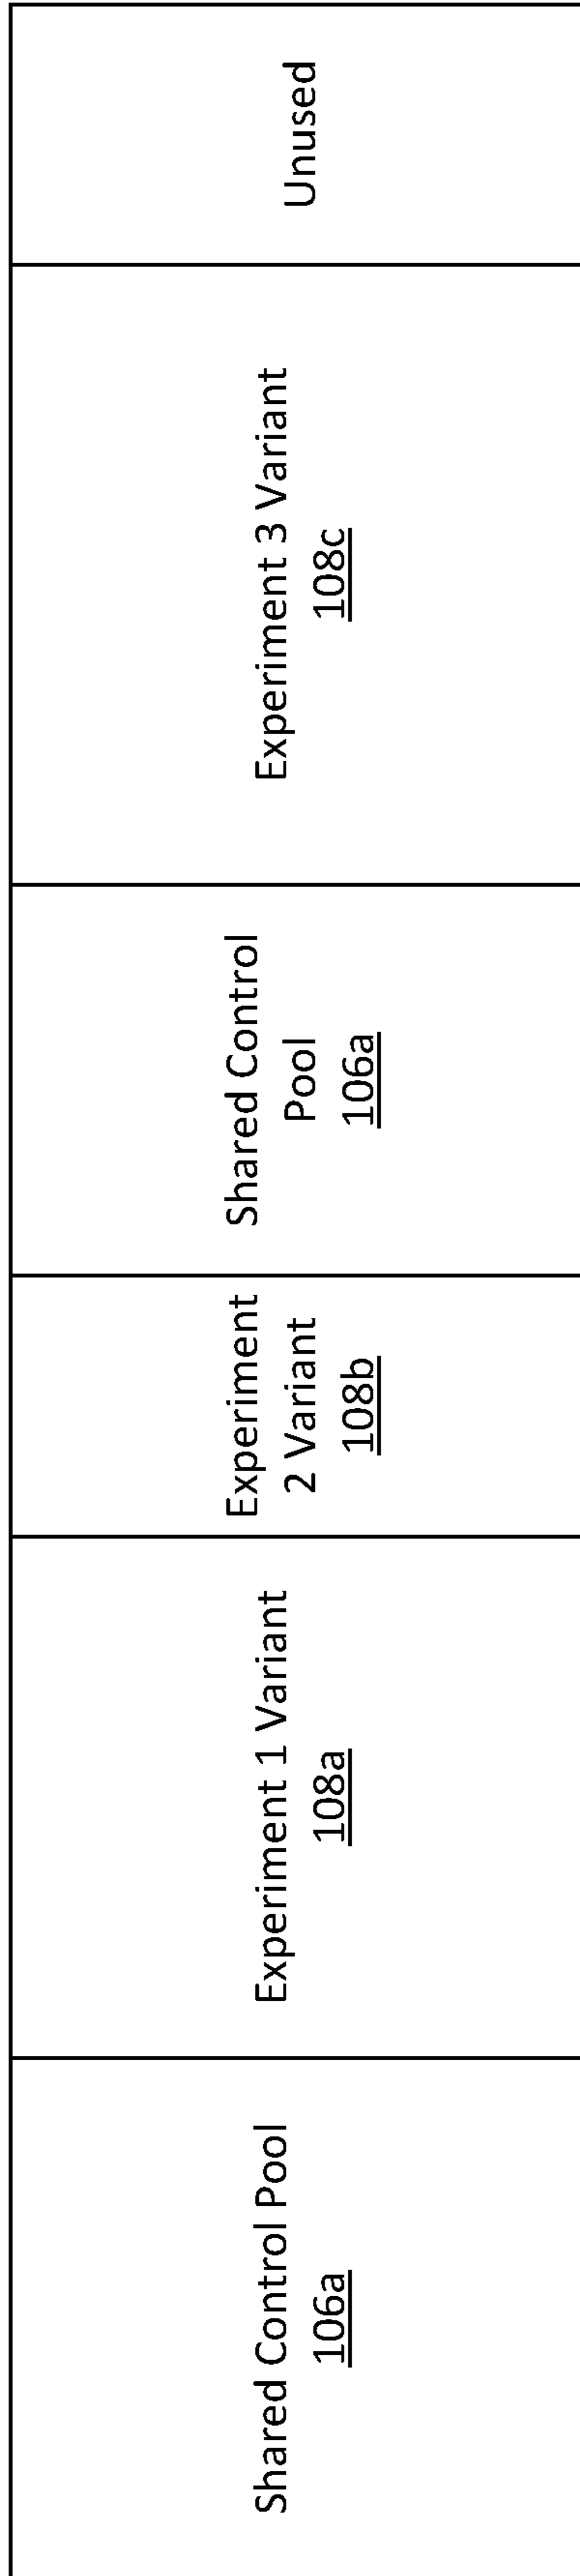 Shared Control Pool
106a
Experiment 1 Variant
108a
Experiment
2 Variant
108b
Shared Control
Pool
106a
Experiment 3 Variant
108c
Unused